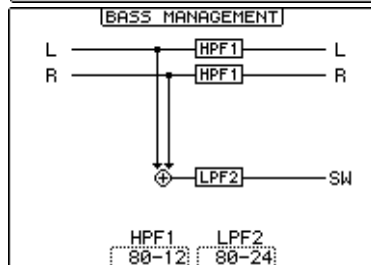 BASS MANAGEMENT
L HPF1 L
R HPF1 R
LPF2 SW
HPF1 LPF2
80-12 80-24